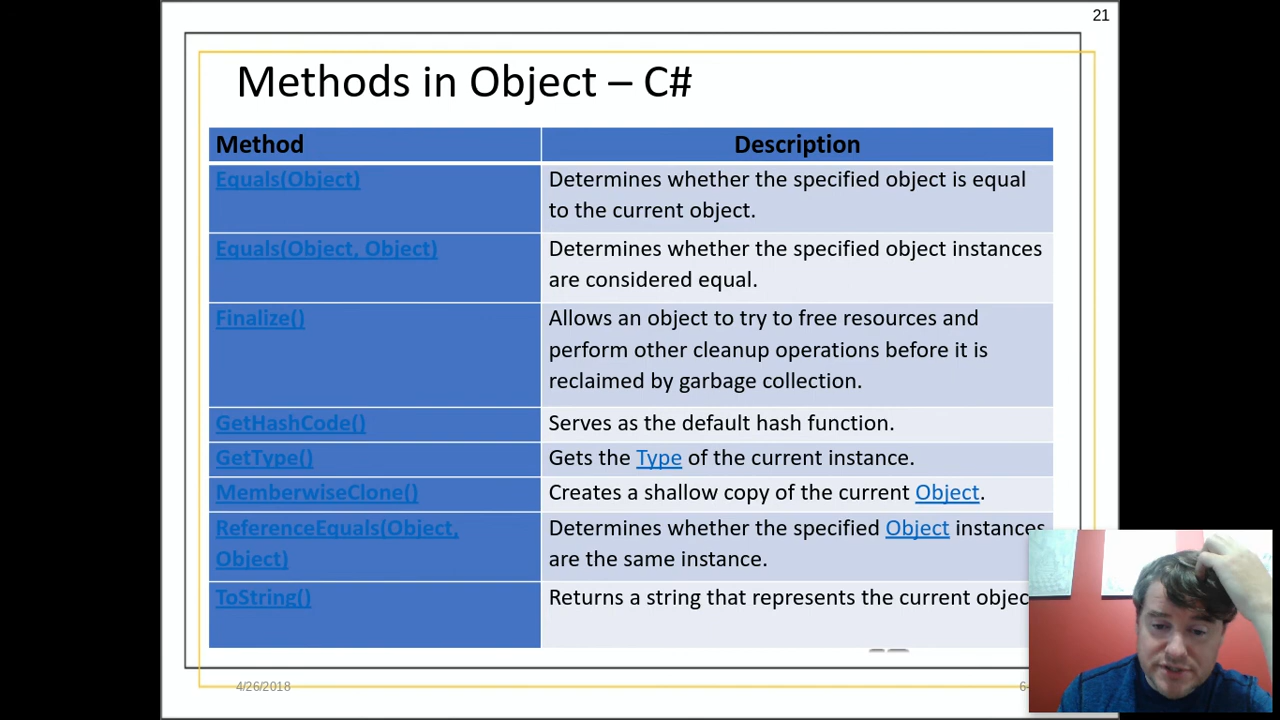 21
Methods in Object – C#
Method
Description
Equals(Object)
Determines whether the specified object is equal
to the current object.
Equals(Object, Object)
Determines whether the specified object instances
are considered equal.
Finalize()
Allows an object to try to free resources and
perform other cleanup operations before it is
reclaimed by garbage collection.
GetHashCode()
Serves as the default hash function.
GetType()
Gets the Type of the current instance.
MemberwiseClone()
Creates a shallow copy of the current Object.
ReferenceEquals(Object,
Object)
Determines whether the specified Object instances
are the same instance.
ToString()
Returns a string that represents the current objec
4/26/2018
6-